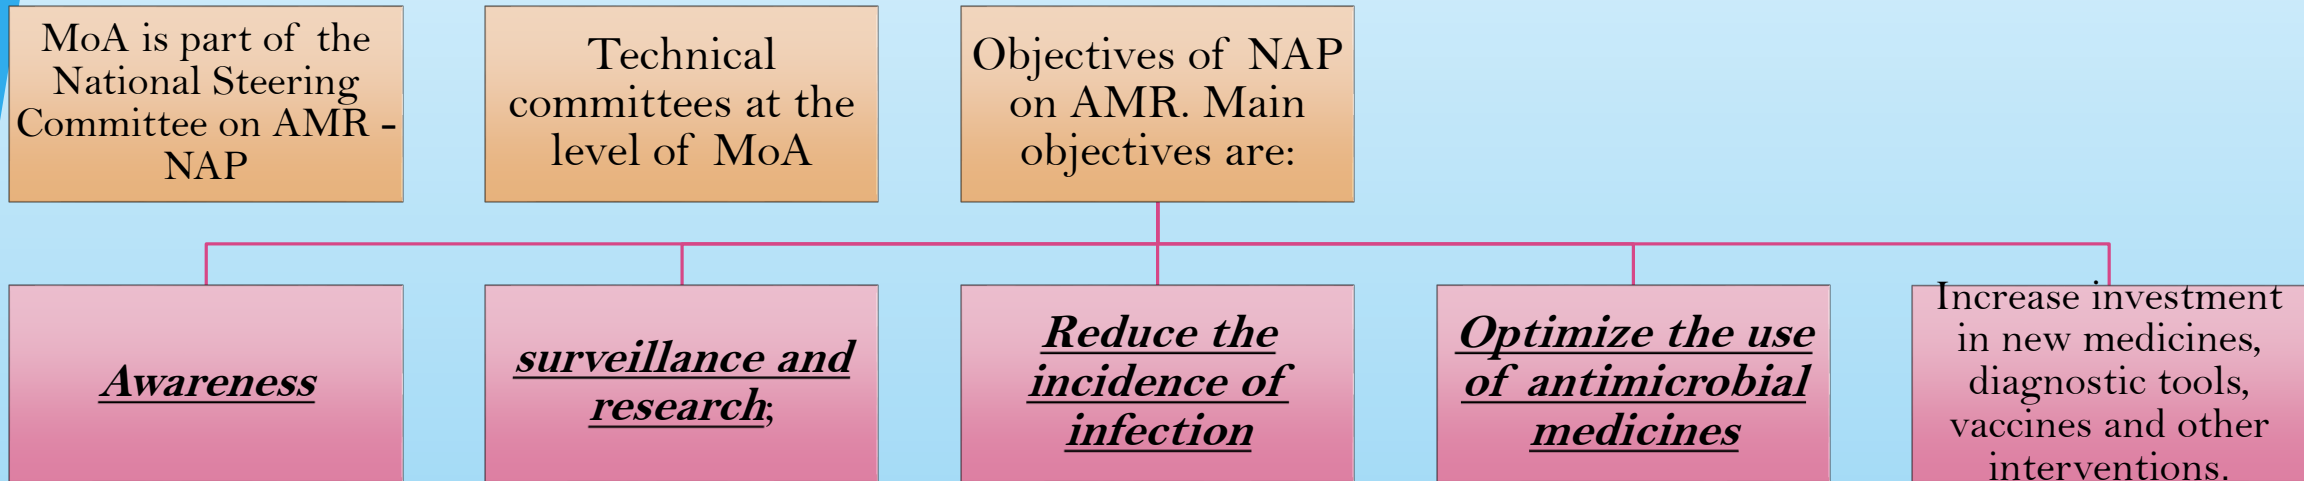 MoA is part of the
National Steering
Committee on AMR -
NAP
Technical
committees at the
level of MoA
Objectives of NAP
on AMR. Main
objectives are:
Awareness
surveillance and
research;
Reduce the
incidence of
infection
Optimize the use
of antimicrobial
medicines
Increase investment
in new medicines,
diagnostic tools,
vaccines and other
interventions.